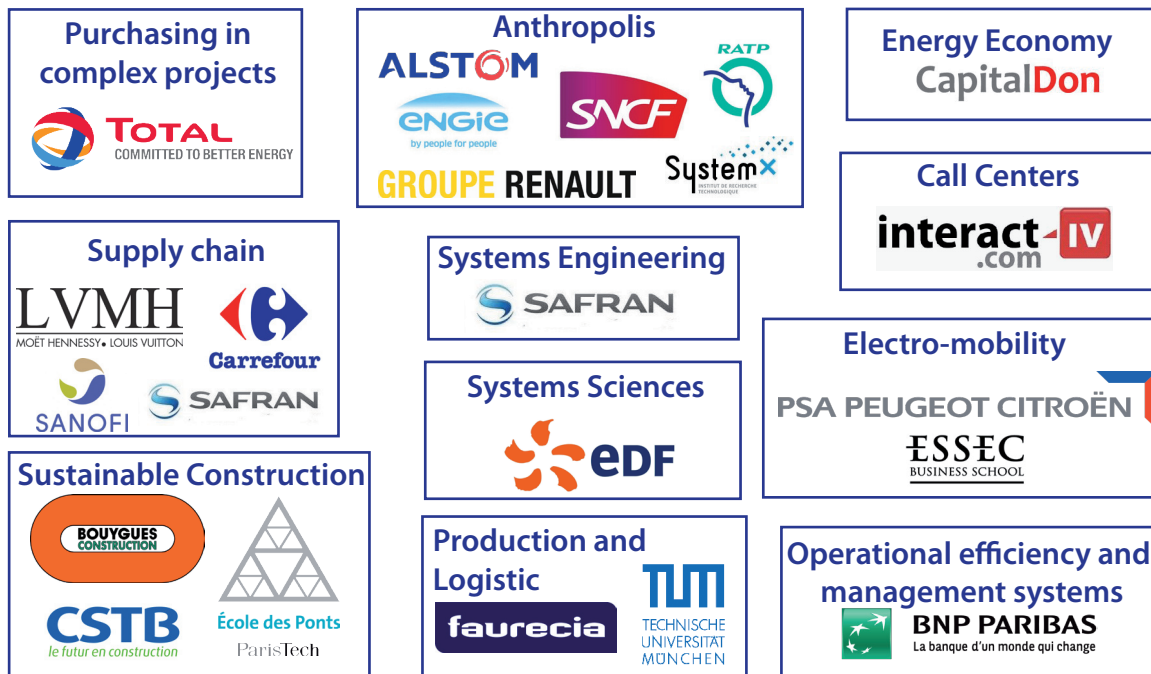 Purchasing in
complex projects
TOTAL
COMMITTED TO BETTER ENERGY
Anthropolis
ALSTOM
ENGIE
by people for people
SNCF
RATP
GROUPE RENAULT
SystemX
INSTITUT DE RECHERCHE
TECHNOLOGIQUE
Energy Economy
CapitalDon
Call Centers
interact-iv
.com
Supply chain
LVMH
MOËT HENNESSY • LOUIS VUITTON
Carrefour
SANOFI
SAFRAN
Systems Engineering
SAFRAN
Systems Sciences
eDF
Electro-mobility
PSA PEUGEOT CITROËN
ESSEC
BUSINESS SCHOOL
Sustainable Construction
BOUYGUES
CONSTRUCTION
CSTB
le futur en construction
École des Ponts
ParisTech
Production and
Logistic
faurecia
TUM
TECHNISCHE
UNIVERSITÄT
MÜNCHEN
Operational efficiency and
management systems
BNP PARIBAS
La banque d'un monde qui change